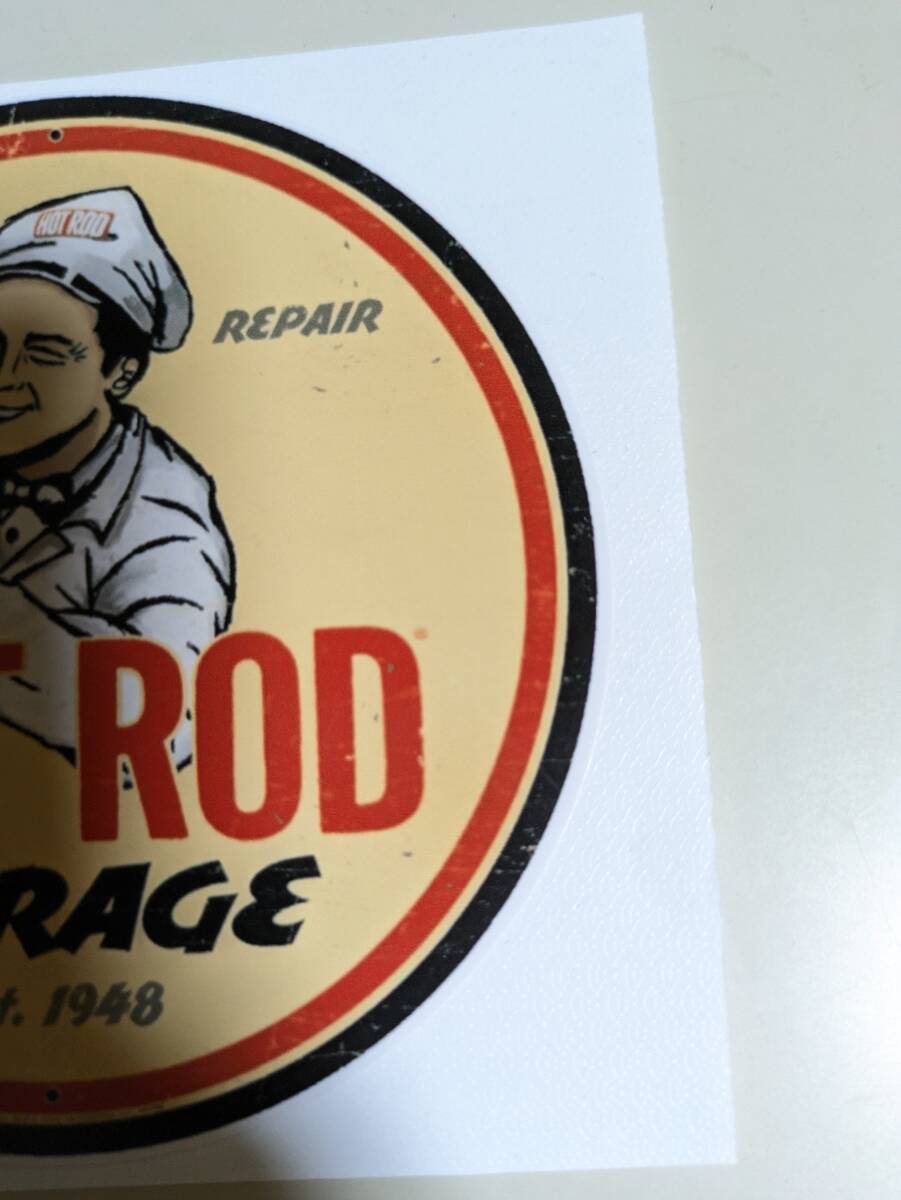 HOT ROD
REPAIR
T ROD
RAGE
t. 1948